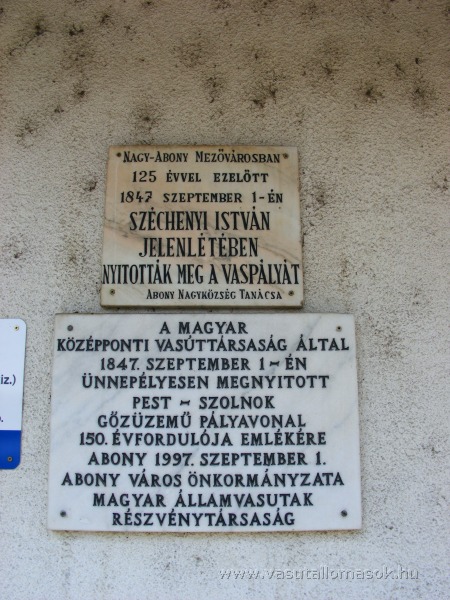 NAGY-ABONY MEZŐVÁROSBAN
125 ÉVVEL EZELŐTT
1847 SZEPTEMBER 1-ÉN
SZÉCHENYI ISTVÁN
JELENLÉTÉBEN
NYITOTTÁK MEG A VASPÁLYÁT
ABONY NAGYKÖZSÉG TANÁCSA
A MAGYAR
KÖZÉPPONTI VASÚTTÁRSASÁG ÁLTAL
1847. SZEPTEMBER 1-ÉN
ÜNNEPÉLYESEN MEGNYITOTT
PEST - SZOLNOK
GŐZÜZEMŰ PÁLYAVONAL
150. ÉVFORDULÓJA EMLÉKÉRE
ABONY 1997. SZEPTEMBER 1.
ABONY VÁROS ÖNKORMÁNYZATA
MAGYAR ÁLLAMVASUTAK
RÉSZVÉNYTÁRSASÁG
iz.)
www.vasutallomasok.hu